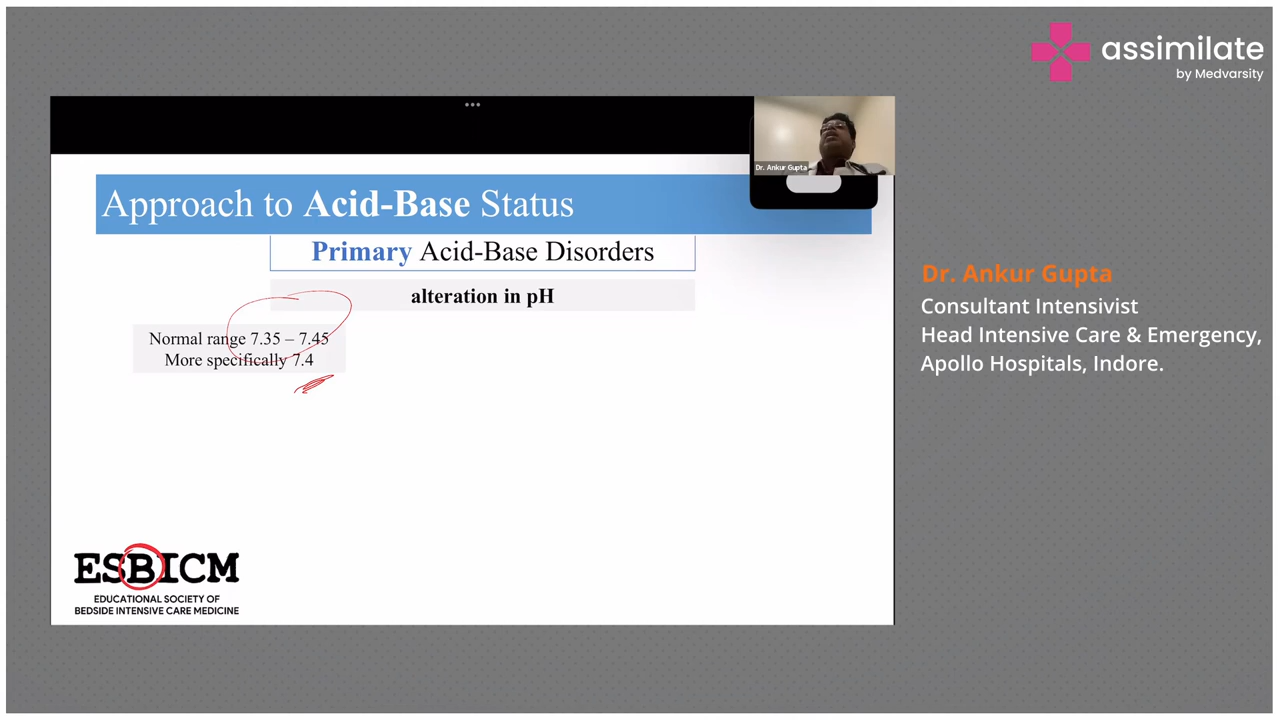 assimilate
by Medvarsity
Dr. Ankur Gupta
Approach to Acid-Base Status
Primary Acid-Base Disorders
alteration in pH
Normal range 7.35 – 7.45
More specifically 7.4
Dr. Ankur Gupta
Consultant Intensivist
Head Intensive Care & Emergency,
Apollo Hospitals, Indore.
ESBICM
EDUCATIONAL SOCIETY OF
BEDSIDE INTENSIVE CARE MEDICINE